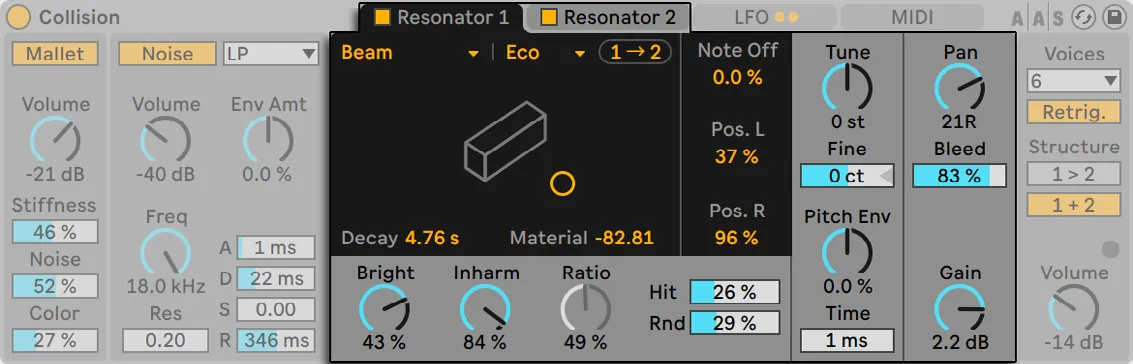 Collision
Resonator 1
Resonator 2
LFO
MIDI
A A S
Mallet
Volume
-21 dB
Stiffness
46 %
Noise
52 %
Color
27 %
Noise
LP
Volume
-40 dB
Env Amt
0.0 %
Freq
18.0 kHz
Res
0.20
A 1 ms
D 22 ms
S 0.00
R 346 ms
Beam
Eco
1→2
Decay 4.76 s
Material -82.81
Note Off
0.0 %
Pos. L
37 %
Pos. R
96 %
Bright
43 %
Inharm
84 %
Ratio
49 %
Hit 26 %
Rnd 29 %
Tune
0 st
Fine
0 ct
Pitch Env
0.0 %
Time
1 ms
Pan
21R
Bleed
83 %
Gain
2.2 dB
Voices
6
Retrig.
Structure
1 > 2
1 + 2
Volume
-14 dB